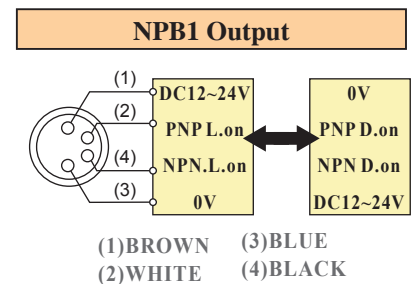 NPB1 Output
(1) DC12~24V 0V
(2) PNP L.on PNP D.on
(4) NPN.L.on NPN D.on
(3) 0V DC12~24V
(1)BROWN (3)BLUE
(2)WHITE (4)BLACK